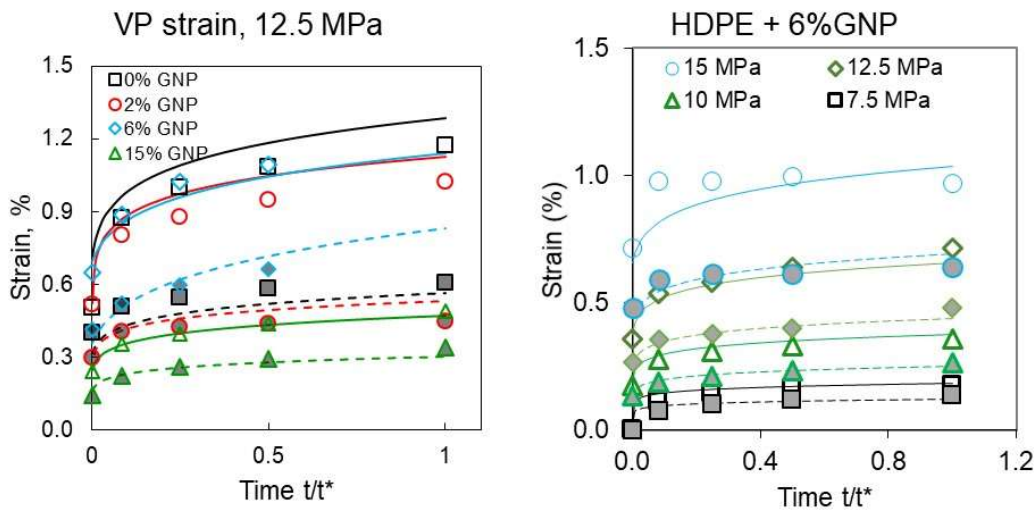 VP strain, 12.5 MPa
1.5
1.2
0.9
0.6
0.3
0.0
Strain, %
0% GNP
2% GNP
6% GNP
15% GNP
0
0.5
1
Time t/t*
HDPE + 6%GNP
1.5
1.0
0.5
0.0
Strain (%)
15 MPa
12.5 MPa
10 MPa
7.5 MPa
0.0
0.4
0.8
1.2
Time t/t*